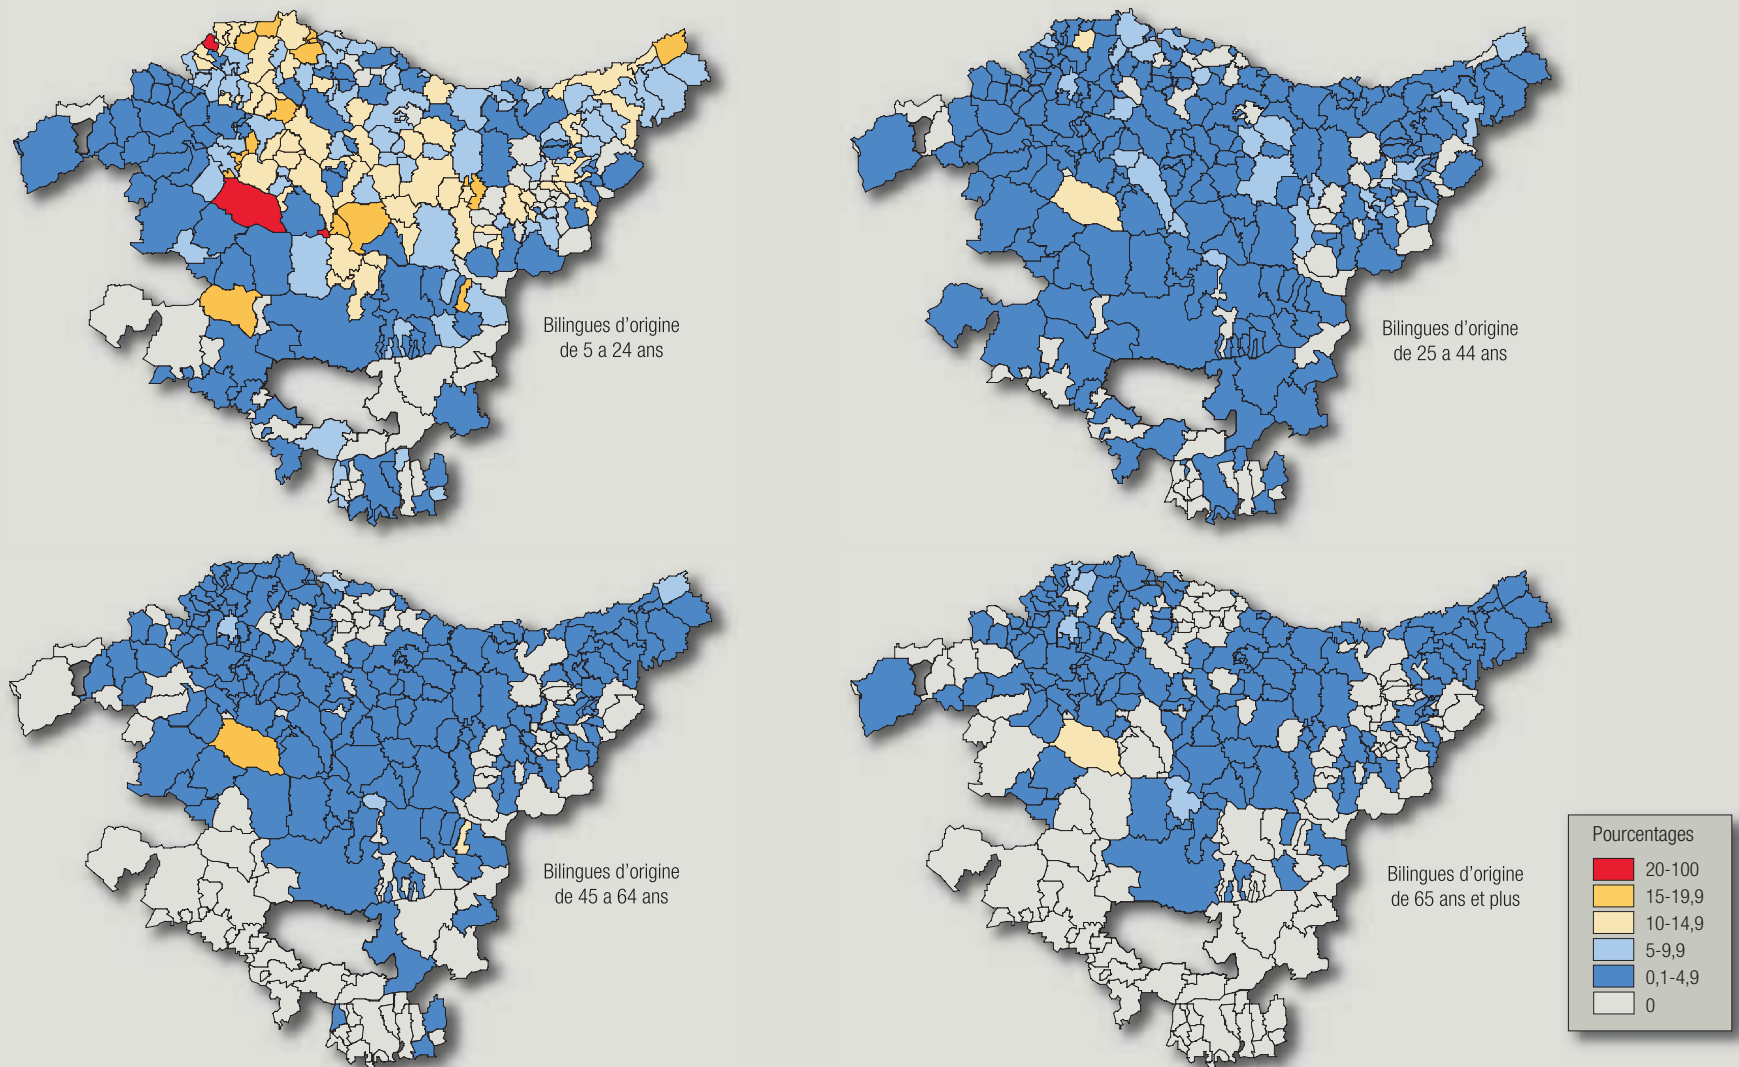 Bilingues d'origine
de 5 a 24 ans
Bilingues d'origine
de 25 a 44 ans
Bilingues d'origine
de 45 a 64 ans
Bilingues d'origine
de 65 ans et plus
Pourcentages
20-100
15-19,9
10-14,9
5-9,9
0,1-4,9
0